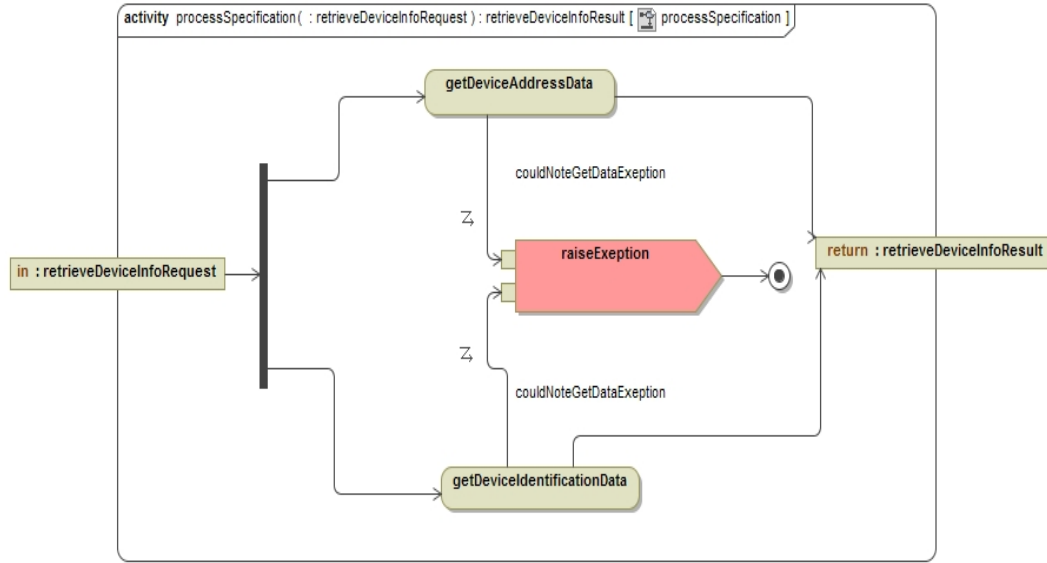 activity processSpecification( : retrieveDeviceInfoRequest ) : retrieveDeviceInfoResult [ processSpecification ]
getDeviceAddressData
couldNoteGetDataExeption
raiseExeption
in : retrieveDeviceInfoRequest
return : retrieveDeviceInfoResult
couldNoteGetDataExeption
getDeviceIdentificationData